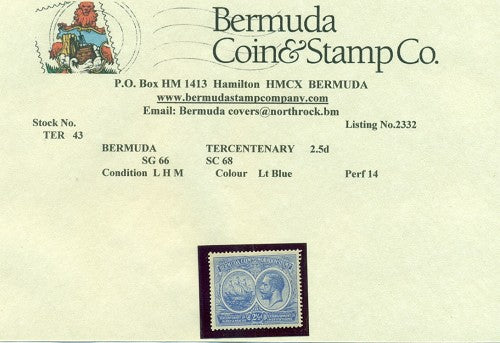 Bermuda
Coin&Stamp Co.
P.O. Box HM 1413 Hamilton HMCX BERMUDA
www.bermudastampcompany.com
Email: Bermuda covers@northrock.bm
Stock No. Listing No.2332
TER 43
BERMUDA TERCENTENARY 2.5d
SG 66 SC 68
Condition L H M Colour Lt Blue Perf 14
2½d